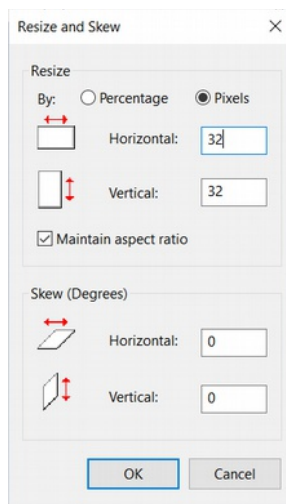 Resize and Skew
Resize
By: Percentage Pixels
Horizontal: 32
Vertical: 32
Maintain aspect ratio
Skew (Degrees)
Horizontal: 0
Vertical: 0
OK Cancel